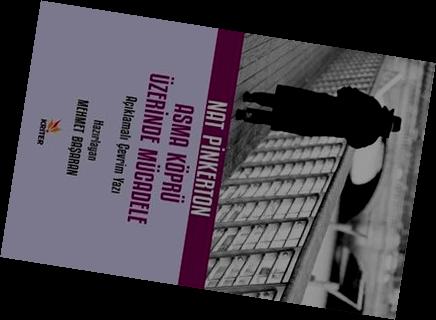 NAT PİNKERTON
ASMA KÖPRÜ
ÜZERİNDE MÜCADELE
Açıklamalı Çevrim Yazı
Hazırlayan
MEHMET BAŞARAN
KRİTER